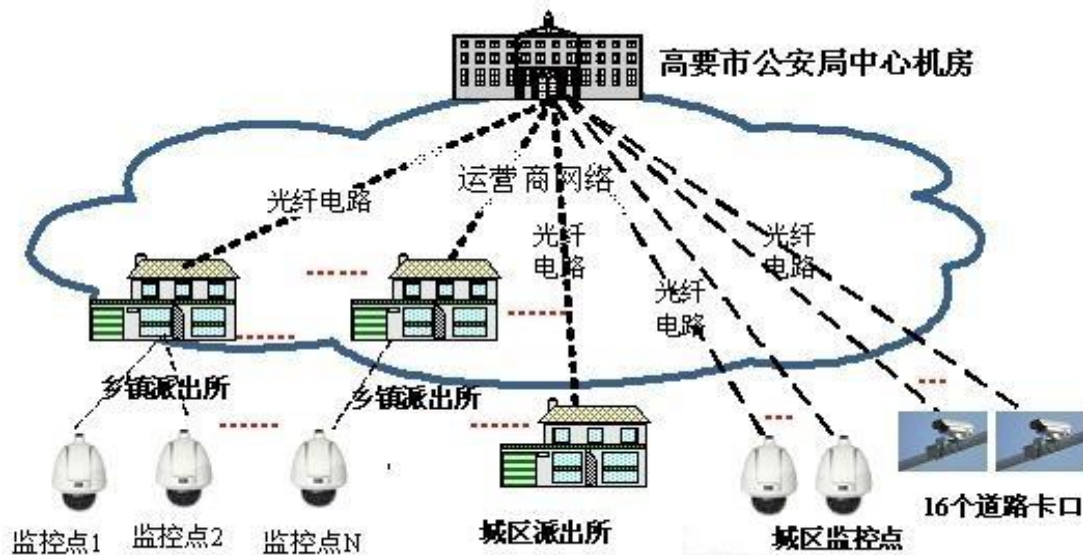 高要市公安局中心机房
运营商网络
光纤电路
光纤
电路
光纤
电路
光纤
电路
乡镇派出所
乡镇派出所
监控点1
监控点2
监控点N
城区派出所
城区监控点
16个道路卡口